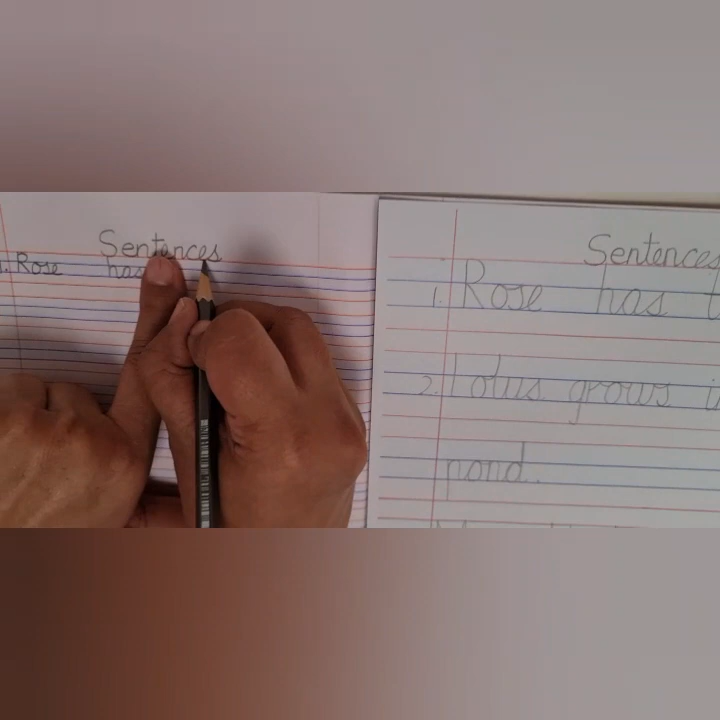 Sentences
1. Rose has
Sentences
1. Rose has t
2. Lotus grows i
pond.